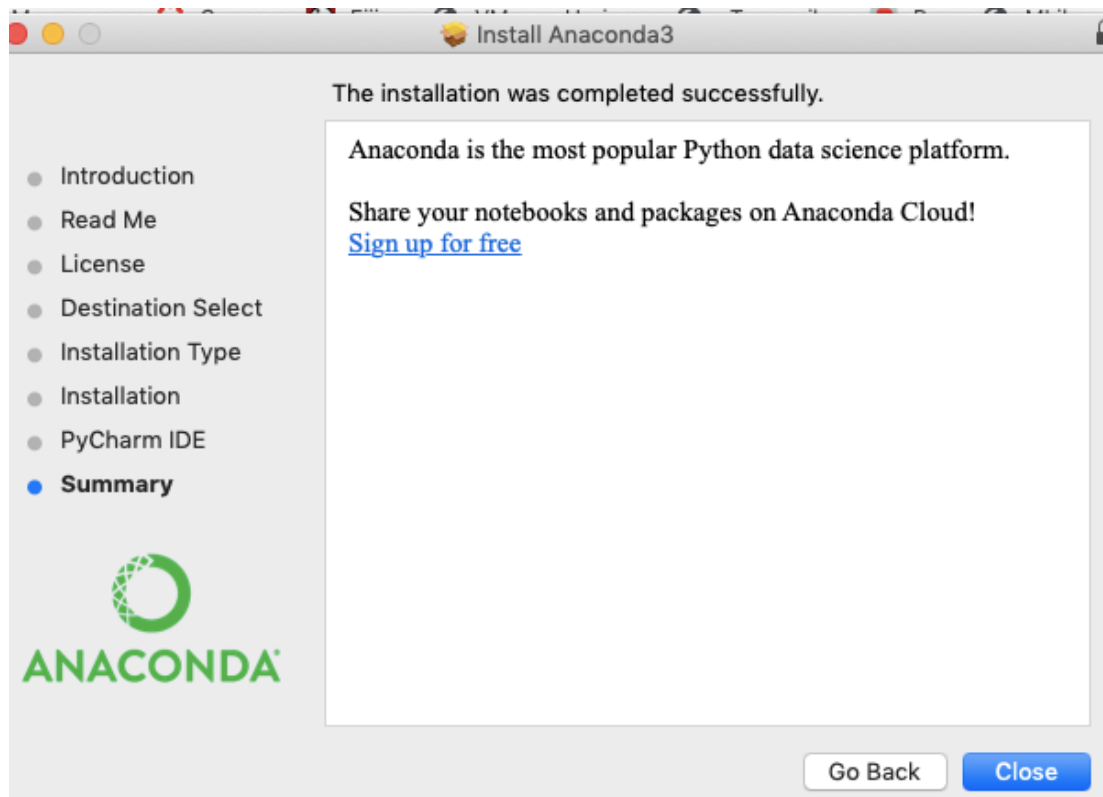 Install Anaconda3
The installation was completed successfully.
Introduction
Read Me
License
Destination Select
Installation Type
Installation
PyCharm IDE
Summary
ANACONDA
Anaconda is the most popular Python data science platform.
Share your notebooks and packages on Anaconda Cloud!
Sign up for free
Go Back
Close